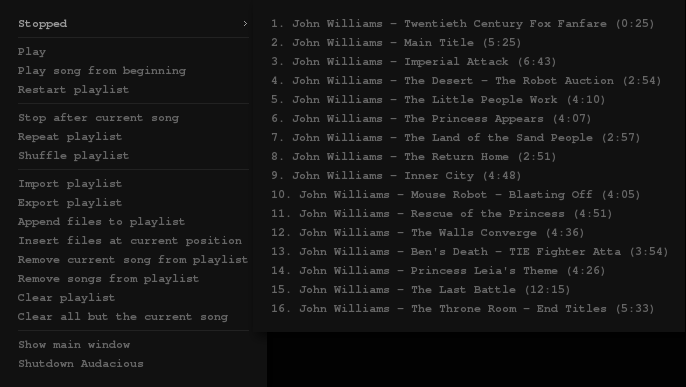 Stopped ›
Play
Play song from beginning
Restart playlist
Stop after current song
Repeat playlist
Shuffle playlist
Import playlist
Export playlist
Append files to playlist
Insert files at current position
Remove current song from playlist
Remove songs from playlist
Clear playlist
Clear all but the current song
Show main window
Shutdown Audacious
1. John Williams - Twentieth Century Fox Fanfare (0:25)
2. John Williams - Main Title (5:25)
3. John Williams - Imperial Attack (6:43)
4. John Williams - The Desert - The Robot Auction (2:54)
5. John Williams - The Little People Work (4:10)
6. John Williams - The Princess Appears (4:07)
7. John Williams - The Land of the Sand People (2:57)
8. John Williams - The Return Home (2:51)
9. John Williams - Inner City (4:48)
10. John Williams - Mouse Robot - Blasting Off (4:05)
11. John Williams - Rescue of the Princess (4:51)
12. John Williams - The Walls Converge (4:36)
13. John Williams - Ben's Death - TIE Fighter Atta (3:54)
14. John Williams - Princess Leia's Theme (4:26)
15. John Williams - The Last Battle (12:15)
16. John Williams - The Throne Room - End Titles (5:33)